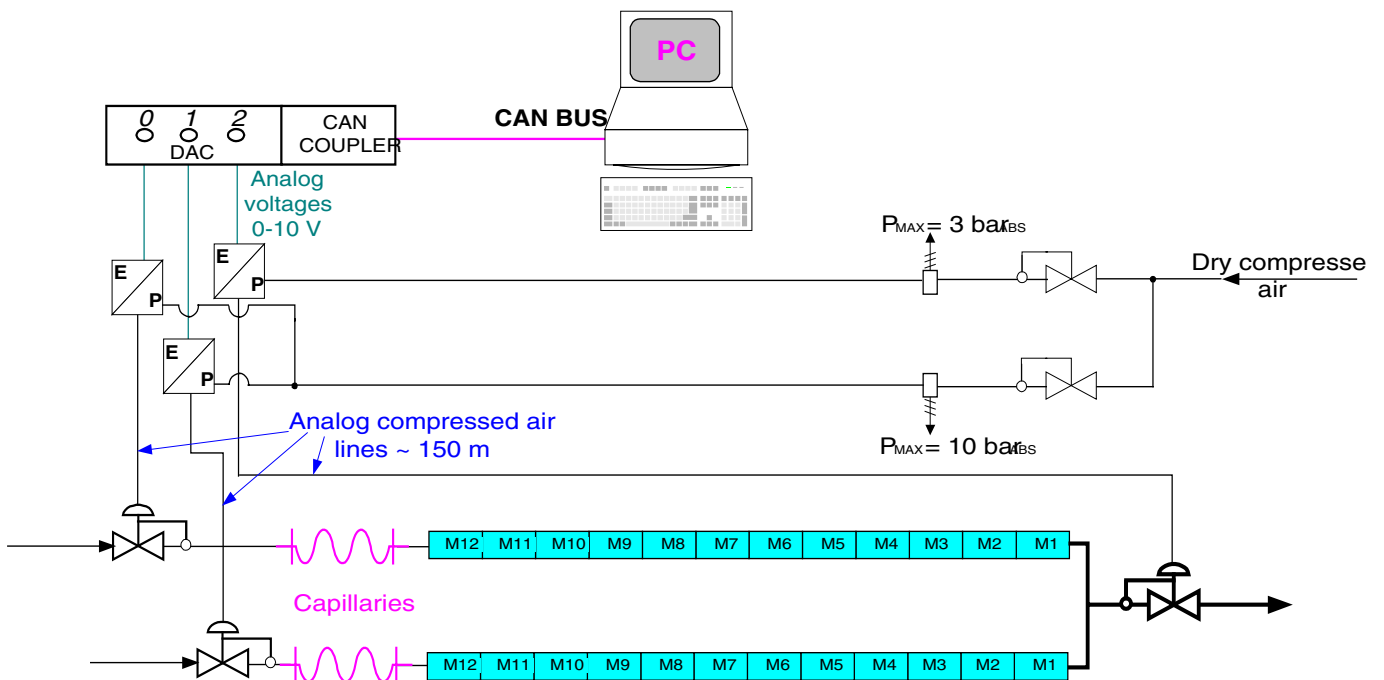 PC
0 1 2
DAC
CAN
COUPLER
CAN BUS
Analog
voltages
0-10 V
E
P
E
P
E
P
PMAX= 3 barABS
Dry compresse
air
PMAX= 10 barABS
Analog compressed air
lines ~ 150 m
M12 M11 M10 M9 M8 M7 M6 M5 M4 M3 M2 M1
Capillaries
M12 M11 M10 M9 M8 M7 M6 M5 M4 M3 M2 M1